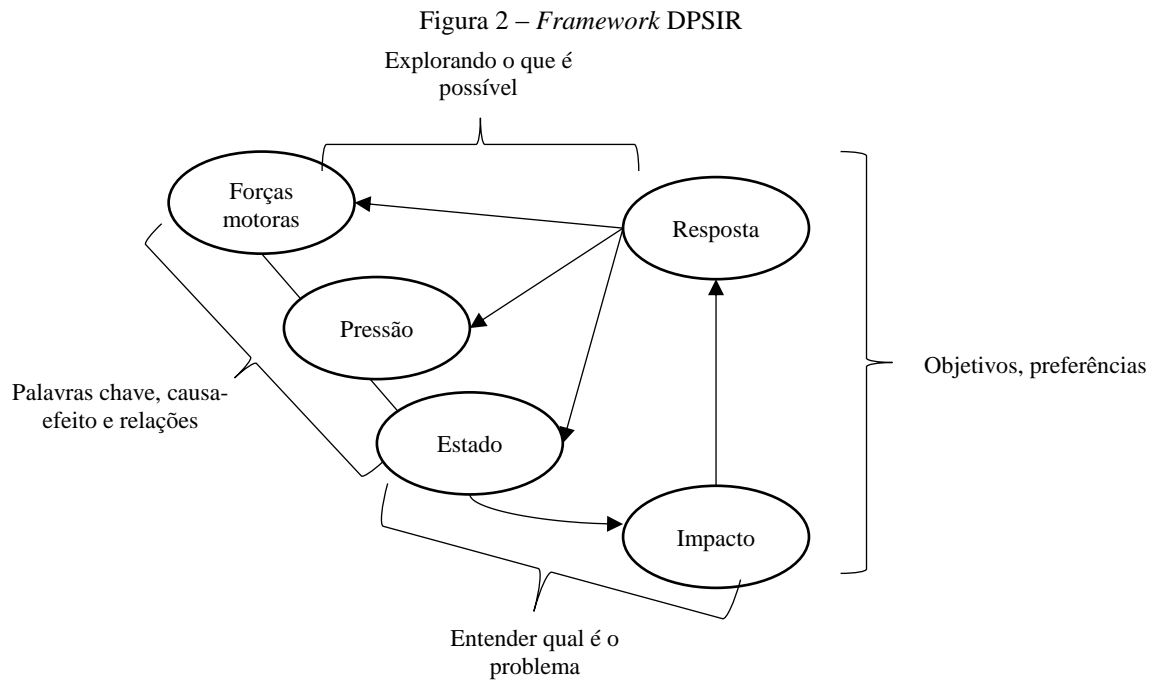 Figura 2 – Framework DPSIR
Explorando o que é
possível
Forças
motoras
Resposta
Pressão
Objetivos, preferências
Palavras chave, causa-
efeito e relações
Estado
Impacto
Entender qual é o
problema